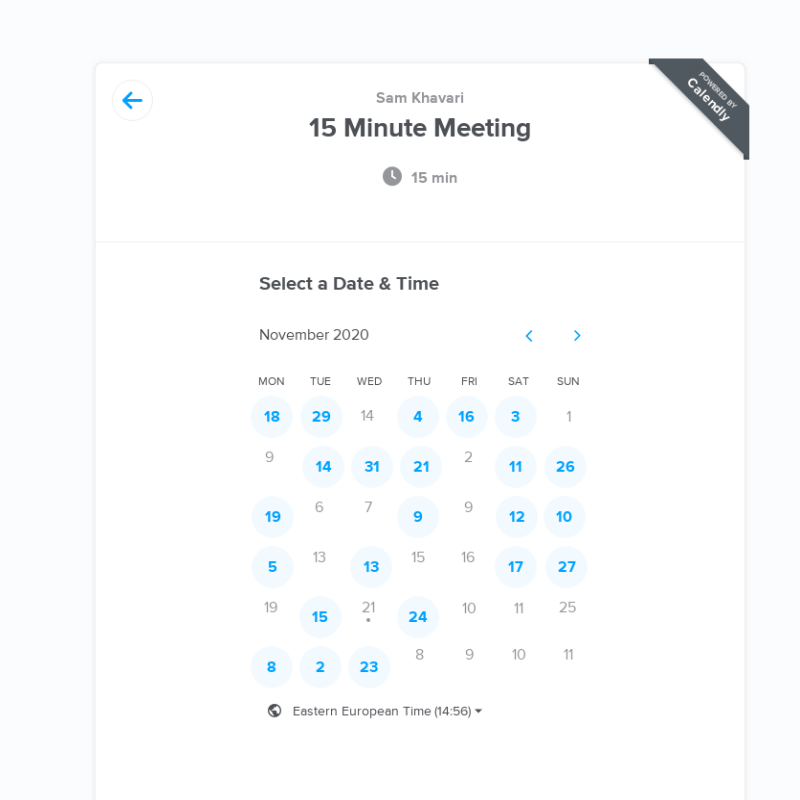 POWERED BY
Calendly
Sam Khavari
15 Minute Meeting
15 min
Select a Date & Time
November 2020
MON TUE WED THU FRI SAT SUN
18 29 14 4 16 3 1
9 14 31 21 2 11 26
19 6 7 9 9 12 10
5 13 13 15 16 17 27
19 15 21 24 10 11 25
8 2 23 8 9 10 11
Eastern European Time (14:56)